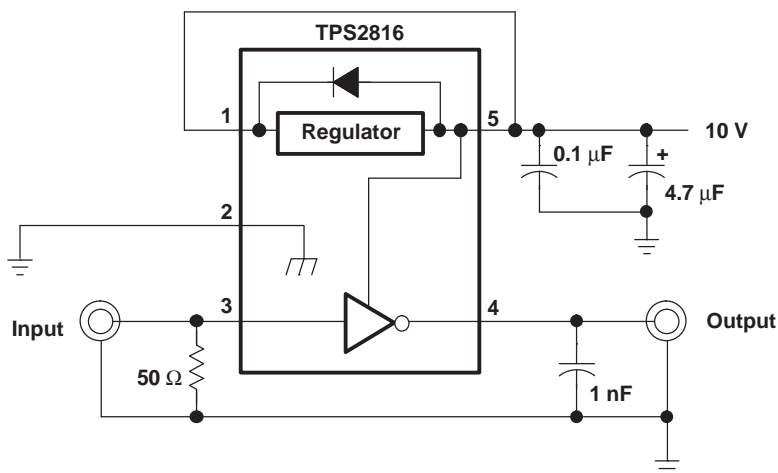 TPS2816
1
Regulator
5
10 V
0.1 μF
+
4.7 μF
2
3
4
Input
Output
50 Ω
1 nF